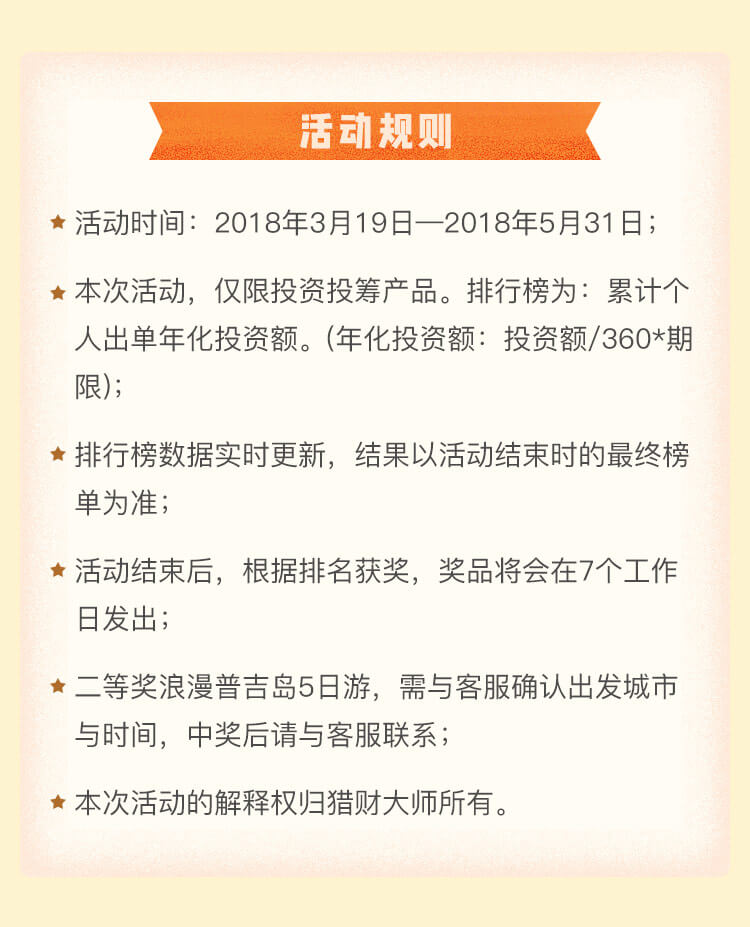 活动规则
活动时间：2018年3月19日—2018年5月31日；
本次活动，仅限投资投筹产品。排行榜为：累计个
人出单年化投资额。(年化投资额：投资额/360*期
限)；
排行榜数据实时更新，结果以活动结束时的最终榜
单为准；
活动结束后，根据排名获奖，奖品将会在7个工作
日发出；
二等奖浪漫普吉岛5日游，需与客服确认出发城市
与时间，中奖后请与客服联系；
本次活动的解释权归猎财大师所有。